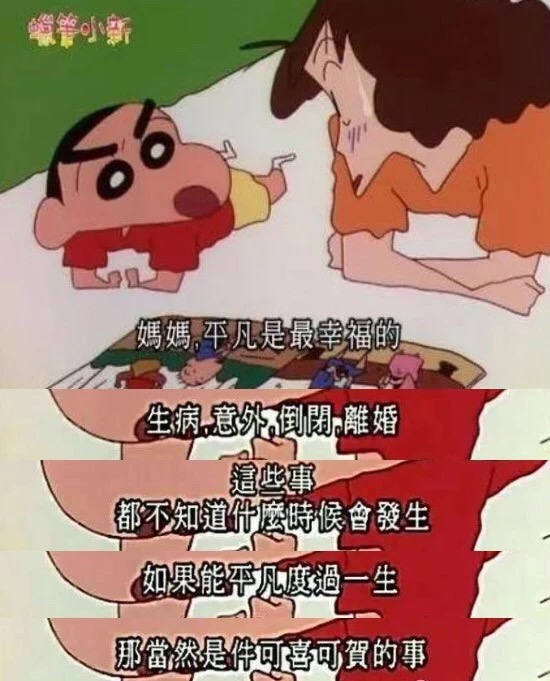 蠟筆小新
媽媽,平凡是最幸福的
生病,意外,倒閉,離婚
這些事
都不知道什麼時候會發生
如果能平凡度過一生
那當然是件可喜可賀的事